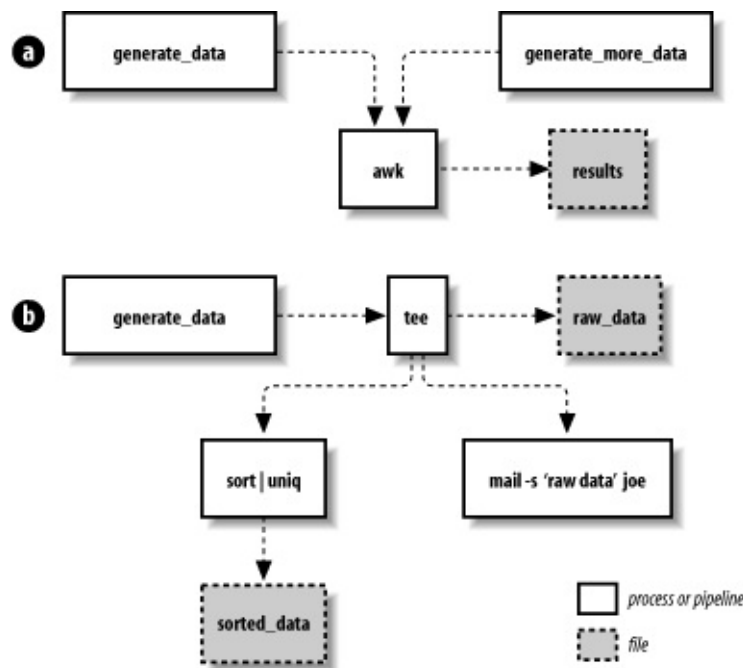 a
generate_data
generate_more_data
awk
results
b
generate_data
tee
raw_data
sort | uniq
mail -s ‘raw data’ joe
sorted_data
process or pipeline
file